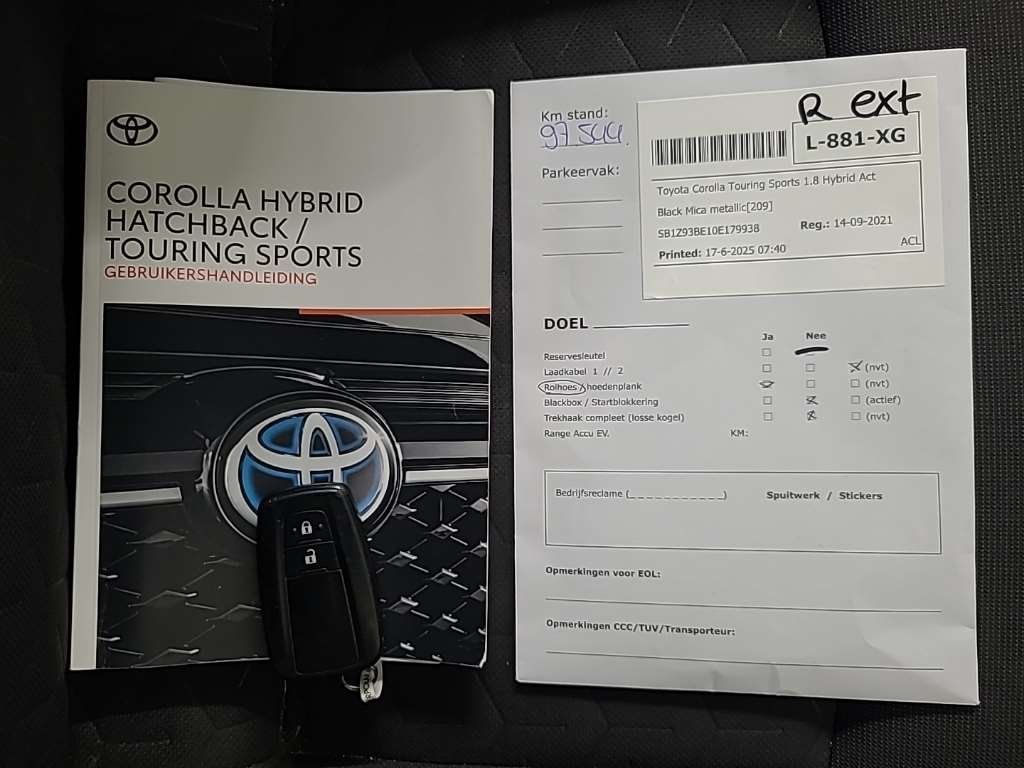 COROLLA HYBRID
HATCHBACK /
TOURING SPORTS
GEBRUIKERSHANDLEIDING
R ext
Km stand:
97 544.
L-881-XG
Parkeervak:
Toyota Corolla Touring Sports 1.8 Hybrid Act
Black Mica metallic[209]
SB1Z93BE10E179938 Reg.: 14-09-2021
Printed: 17-6-2025 07:40 ACL
DOEL
Ja Nee
Reservesleutel
Laadkabel 1 // 2 (nvt)
Rolhoes / hoedenplank (nvt)
Blackbox / Startblokkering (actief)
Trekhaak compleet (losse kogel) (nvt)
Range Accu EV. KM:
Bedrijfsreclame (____________) Spuitwerk / Stickers
Opmerkingen voor EOL:
Opmerkingen CCC/TUV/Transporteur: